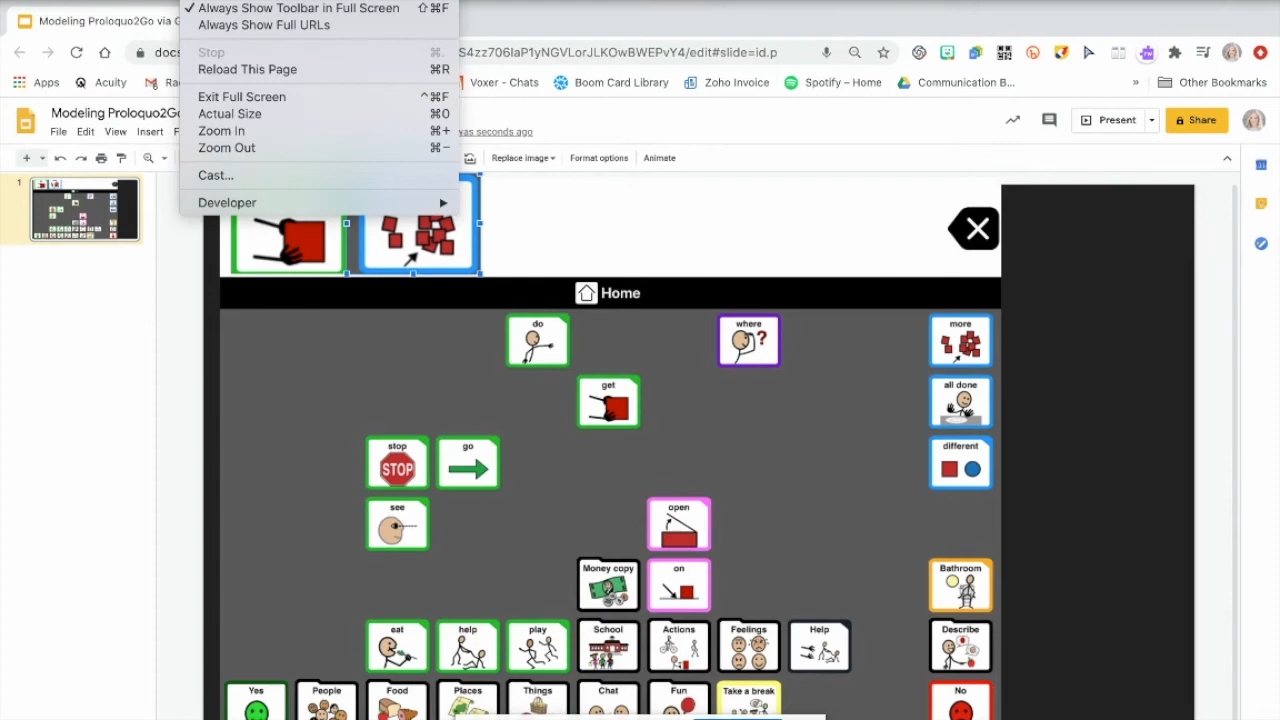 ✓ Always Show Toolbar in Full Screen ⇧⌘F
Always Show Full URLs
Stop ⌘.
Reload This Page ⌘R
Exit Full Screen ^⌘F
Actual Size ⌘0
Zoom In ⌘+
Zoom Out ⌘−
Cast...
Developer
Modeling Proloquo2Go via G
docs
S4zz706IaP1yNGVLorJLKOwBWEPvY4/edit#slide=id.p
Apps Acuity Voxer - Chats Boom Card Library Zoho Invoice Spotify – Home Communication B... » Other Bookmarks
Modeling Proloquo2Go
File Edit View Insert
was seconds ago
Present Share
Replace image Format options Animate
1
Home
do where more
get all done
stop go different
STOP
see open
Money copy on Bathroom
eat help play School Actions Feelings Help Describe
Yes People Food Places Things Chat Fun Take a break No